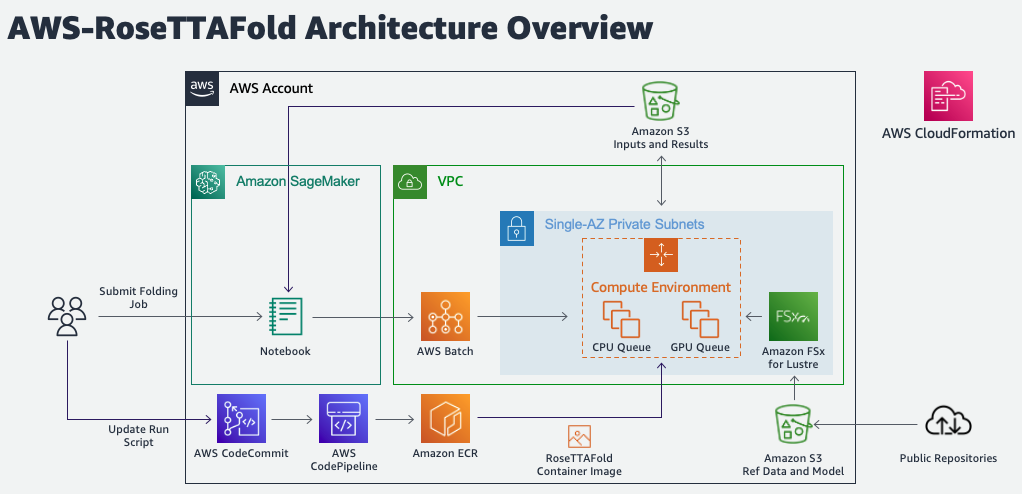 AWS-RoseTTAFold Architecture Overview
aws
AWS Account
Amazon S3
Inputs and Results
AWS CloudFormation
Amazon SageMaker
VPC
Single-AZ Private Subnets
Compute Environment
Submit Folding
Job
Notebook
AWS Batch
CPU Queue
GPU Queue
FSx
Amazon FSx
for Lustre
Update Run
Script
AWS CodeCommit
AWS
CodePipeline
Amazon ECR
RoseTTAFold
Container Image
Amazon S3
Ref Data and Model
Public Repositories